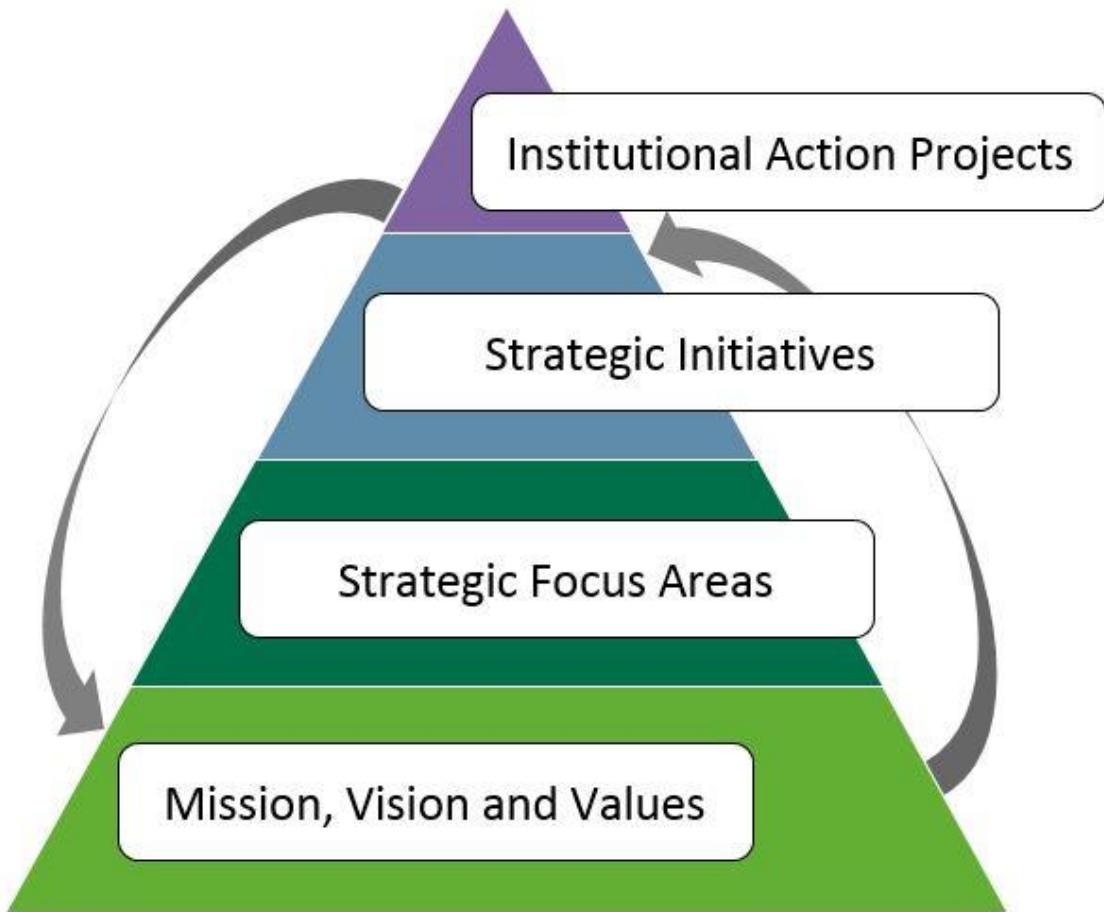 Institutional Action Projects
Strategic Initiatives
Strategic Focus Areas
Mission, Vision and Values